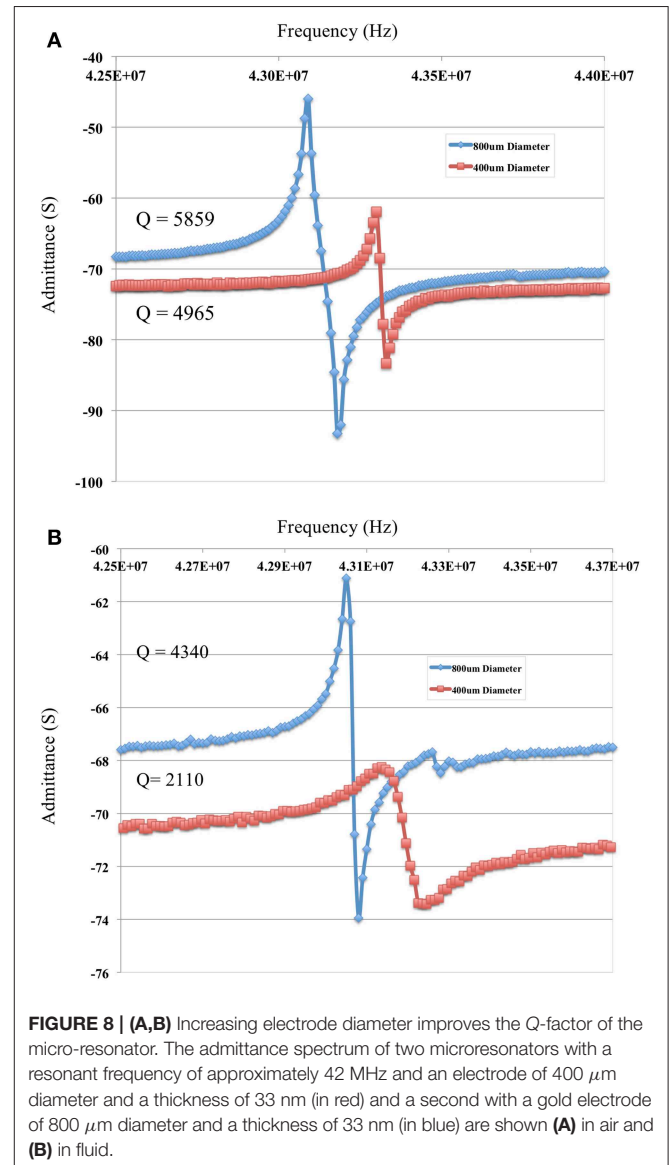 A
Frequency (Hz)
-40
4.25E+07 4.30E+07 4.35E+07 4.40E+07
-50
800um Diameter
400um Diameter
-60
Q = 5859
Admittance (S)
-70
Q = 4965
-80
-90
-100
B
Frequency (Hz)
-60
4.25E+07 4.27E+07 4.29E+07 4.31E+07 4.33E+07 4.35E+07 4.37E+07
-62
Q = 4340
-64
800um Diameter
400um Diameter
-66
Admittance (S)
-68
Q= 2110
-70
-72
-74
-76
FIGURE 8 | (A,B) Increasing electrode diameter improves the Q-factor of the
micro-resonator. The admittance spectrum of two microresonators with a
resonant frequency of approximately 42 MHz and an electrode of 400 μm
diameter and a thickness of 33 nm (in red) and a second with a gold electrode
of 800 μm diameter and a thickness of 33 nm (in blue) are shown (A) in air and
(B) in fluid.